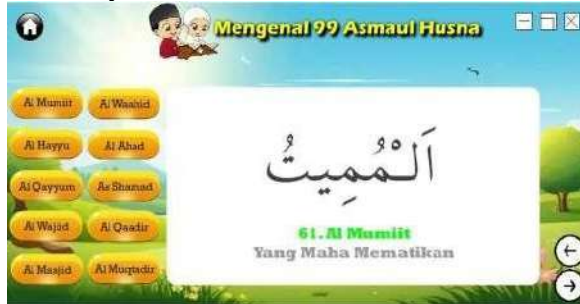 Mengenal 99 Asmaul Husna
Al Mumiit
Al Waahid
Al Hayyu
Al Ahad
Al Qayyum
As Shamad
Al Wajid
Al Qaadir
Al Maajid
Al Muqtadir
اَلْمُمِيتُ
61. Al Mumiit
Yang Maha Mematikan